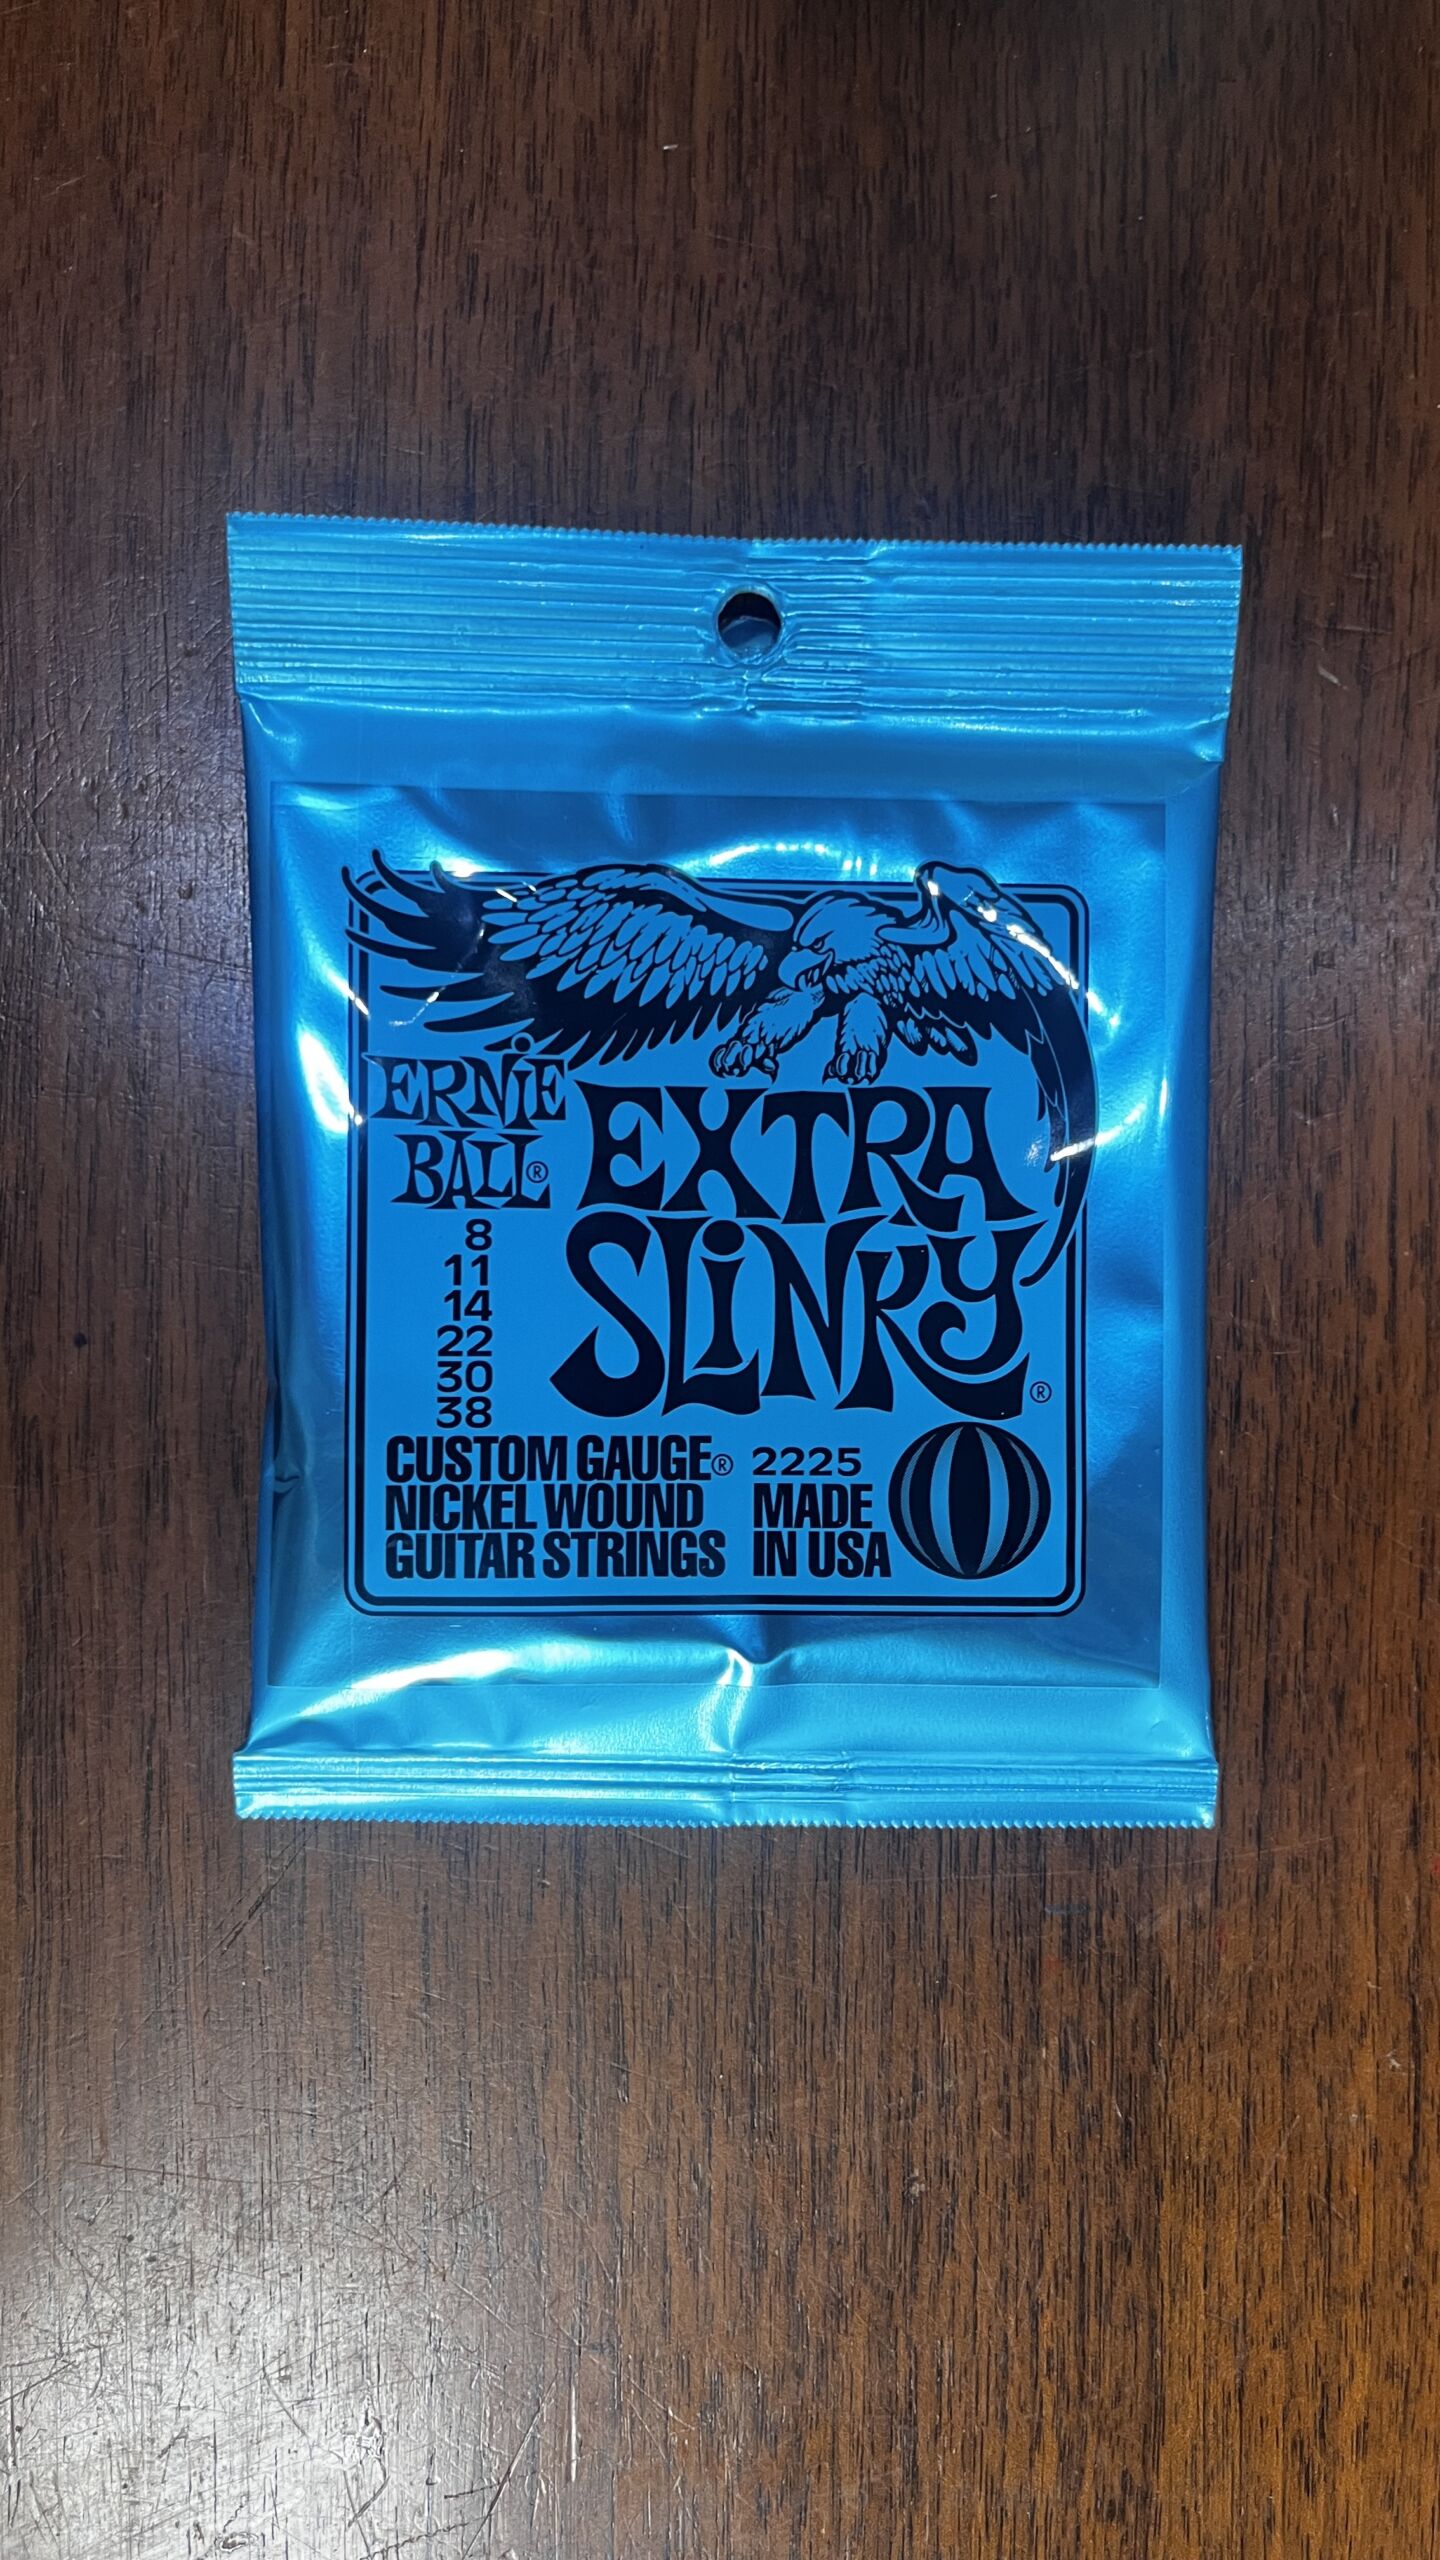 ERNiE
BALL®
EXTRA
SLiNKY®
8
11
14
22
30
38
CUSTOM GAUGE®
NICKEL WOUND
GUITAR STRINGS
2225
MADE
IN USA